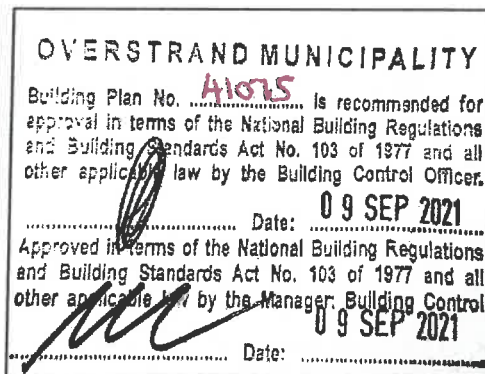 OVERSTRAND MUNICIPALITY
Building Plan No. 41075 is recommended for
approval in terms of the National Building Regulations
and Building Standards Act No. 103 of 1977 and all
other applicable law by the Building Control Officer.
Date: 09 SEP 2021
Approved in terms of the National Building Regulations
and Building Standards Act No. 103 of 1977 and all
other applicable law by the Manager: Building Control
Date: 09 SEP 2021